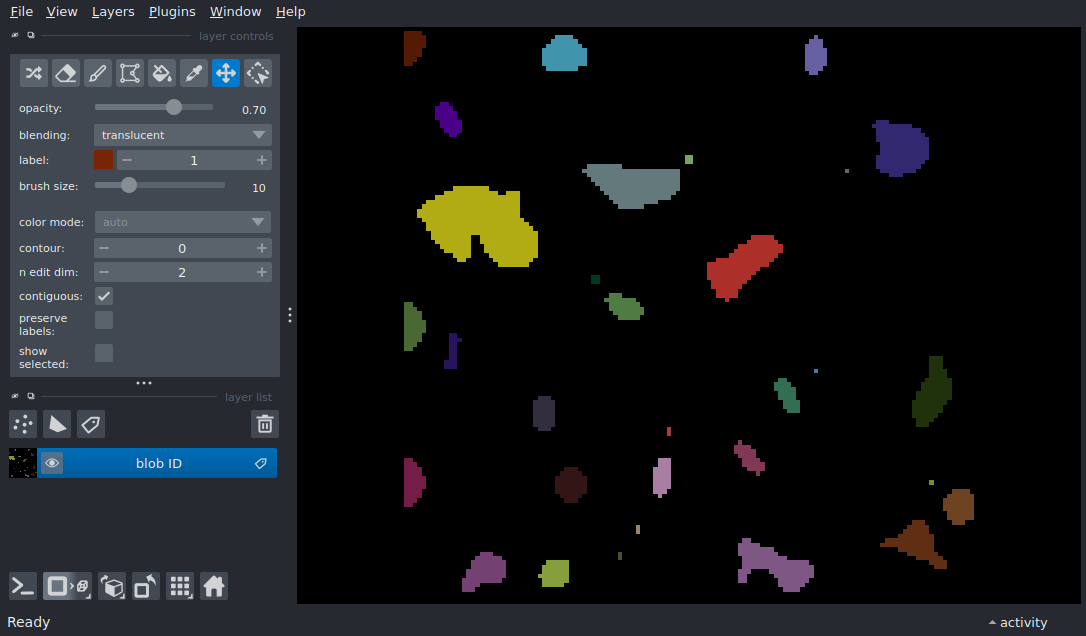 File View Layers Plugins Window Help
layer controls
opacity: 0.70
blending: translucent
label: 1
brush size: 10
color mode: auto
contour: 0
n edit dim: 2
contiguous:
preserve
labels:
show
selected:
layer list
blob ID
Ready
activity